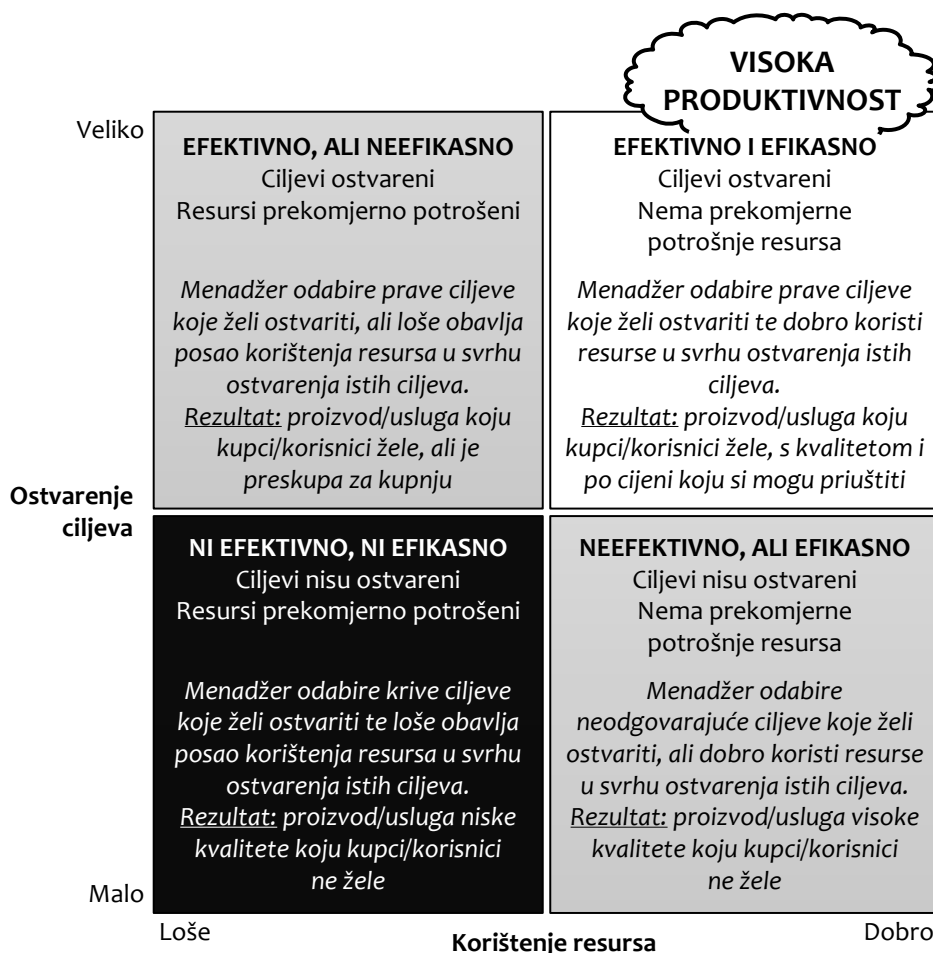 VISOKA
PRODUKTIVNOST
Veliko
EFEKTIVNO, ALI NEEFIKASNO
Ciljevi ostvareni
Resursi prekomjerno potrošeni
Menadžer odabire prave ciljeve
koje želi ostvariti, ali loše obavlja
posao korištenja resursa u svrhu
ostvarenja istih ciljeva.
Rezultat: proizvod/usluga koju
kupci/korisnici žele, ali je
preskupa za kupnju
EFEKTIVNO I EFIKASNO
Ciljevi ostvareni
Nema prekomjerne
potrošnje resursa
Menadžer odabire prave ciljeve
koje želi ostvariti te dobro koristi
resurse u svrhu ostvarenja istih
ciljeva.
Rezultat: proizvod/usluga koju
kupci/korisnici žele, s kvalitetom i
po cijeni koju si mogu priuštiti
Ostvarenje
ciljeva
NI EFEKTIVNO, NI EFIKASNO
Ciljevi nisu ostvareni
Resursi prekomjerno potrošeni
Menadžer odabire krive ciljeve
koje želi ostvariti te loše obavlja
posao korištenja resursa u svrhu
ostvarenja istih ciljeva.
Rezultat: proizvod/usluga niske
kvalitete koju kupci/korisnici
ne žele
NEEFEKTIVNO, ALI EFIKASNO
Ciljevi nisu ostvareni
Nema prekomjerne
potrošnje resursa
Menadžer odabire
neodgovarajuće ciljeve koje želi
ostvariti, ali dobro koristi resurse
u svrhu ostvarenja istih ciljeva.
Rezultat: proizvod/usluga visoke
kvalitete koju kupci/korisnici
ne žele
Malo
Loše
Korištenje resursa
Dobro